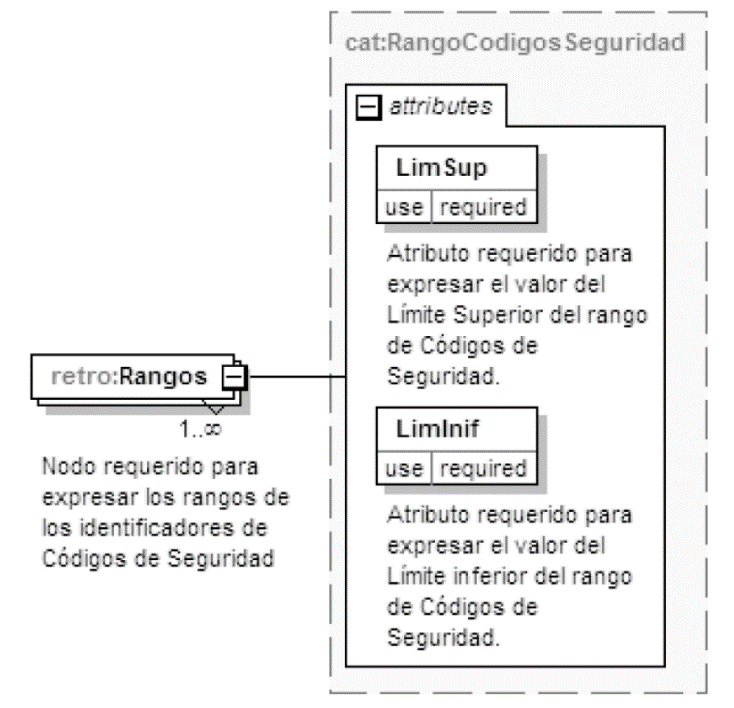 cat:RangoCodigosSeguridad
attributes
LimSup
use required
Atributo requerido para
expresar el valor del
Límite Superior del rango
de Códigos de
Seguridad.
retro:Rangos
1..∞
Nodo requerido para
expresar los rangos de
los identificadores de
Códigos de Seguridad
LimInif
use required
Atributo requerido para
expresar el valor del
Límite inferior del rango
de Códigos de
Seguridad.